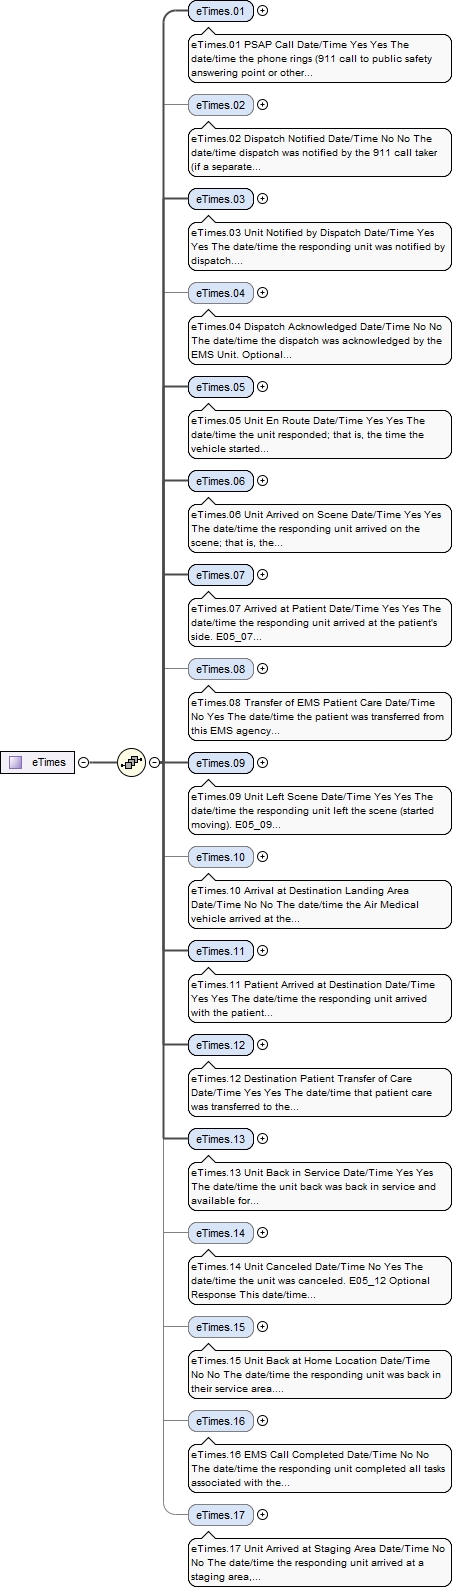 eTimes.01
eTimes.01 PSAP Call Date/Time Yes Yes The
date/time the phone rings (911 call to public safety
answering point or other...
eTimes.02
eTimes.02 Dispatch Notified Date/Time No No The
date/time dispatch was notified by the 911 call taker
(if a separate...
eTimes.03
eTimes.03 Unit Notified by Dispatch Date/Time Yes
Yes The date/time the responding unit was notified by
dispatch....
eTimes.04
eTimes.04 Dispatch Acknowledged Date/Time No No
The date/time the dispatch was acknowledged by the
EMS Unit. Optional...
eTimes.05
eTimes.05 Unit En Route Date/Time Yes Yes The
date/time the unit responded; that is, the time the
vehicle started...
eTimes.06
eTimes.06 Unit Arrived on Scene Date/Time Yes Yes
The date/time the responding unit arrived on the
scene; that is, the...
eTimes.07
eTimes.07 Arrived at Patient Date/Time Yes Yes The
date/time the responding unit arrived at the patient's
side. E05_07...
eTimes.08
eTimes.08 Transfer of EMS Patient Care Date/Time
No Yes The date/time the patient was transferred from
this EMS agency...
eTimes
eTimes.09
eTimes.09 Unit Left Scene Date/Time Yes Yes The
date/time the responding unit left the scene (started
moving). E05_09...
eTimes.10
eTimes.10 Arrival at Destination Landing Area
Date/Time No No The date/time the Air Medical
vehicle arrived at the...
eTimes.11
eTimes.11 Patient Arrived at Destination Date/Time
Yes Yes The date/time the responding unit arrived
with the patient...
eTimes.12
eTimes.12 Destination Patient Transfer of Care
Date/Time Yes Yes The date/time that patient care
was transferred to the...
eTimes.13
eTimes.13 Unit Back in Service Date/Time Yes Yes
The date/time the unit back was back in service and
available for...
eTimes.14
eTimes.14 Unit Canceled Date/Time No Yes The
date/time the unit was canceled. E05_12 Optional
Response This date/time...
eTimes.15
eTimes.15 Unit Back at Home Location Date/Time
No No The date/time the responding unit was back in
their service area....
eTimes.16
eTimes.16 EMS Call Completed Date/Time No No
The date/time the responding unit completed all tasks
associated with the...
eTimes.17
eTimes.17 Unit Arrived at Staging Area Date/Time No
No The date/time the responding unit arrived at a
staging area,...